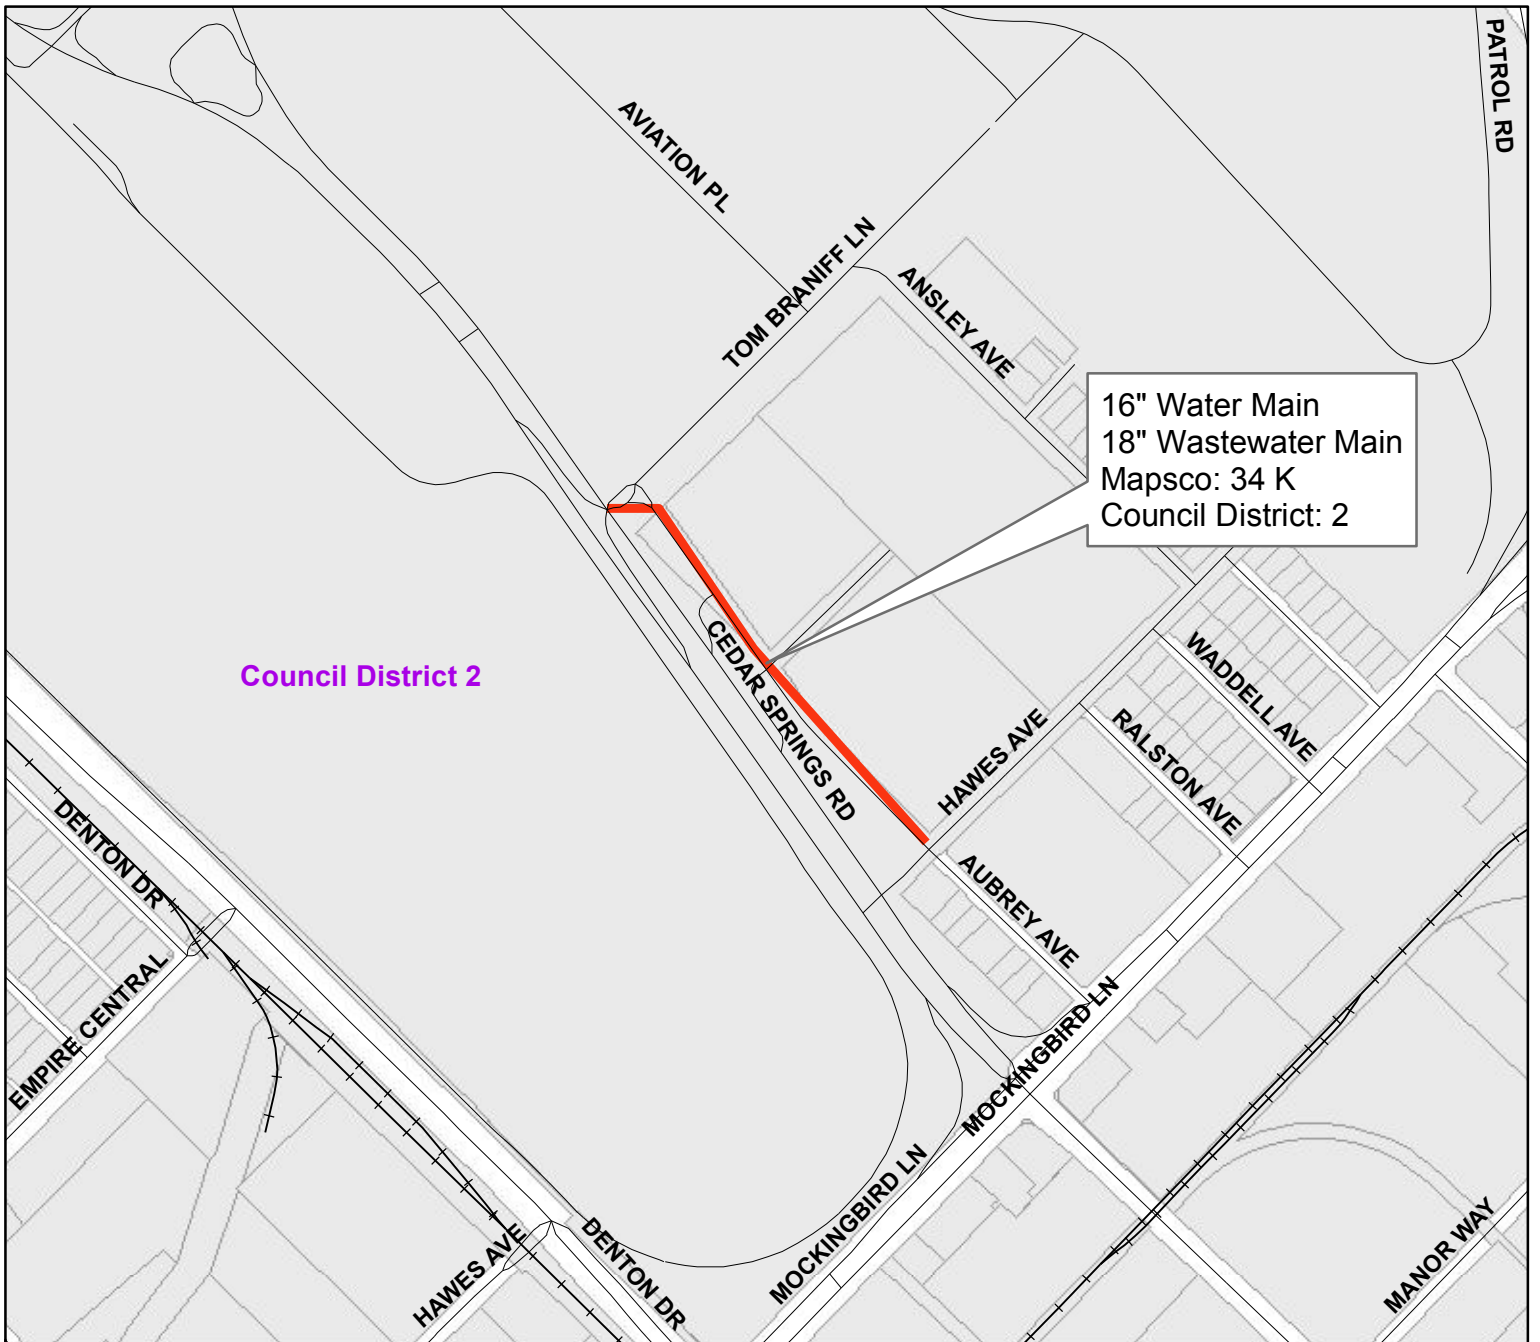 PATROL RD
AVIATION PL
TOM BRANIFF LN
ANSLEY AVE
16" Water Main
18" Wastewater Main
Mapsco: 34 K
Council District: 2
Council District 2
CEDAR SPRINGS RD
WADDELL AVE
HAWES AVE
RALSTON AVE
DENTON DR
AUBREY AVE
EMPIRE CENTRAL
MOCKINGBIRD LN
MOCKINGBIRD LN
HAWES AVE
DENTON DR
MANOR WAY